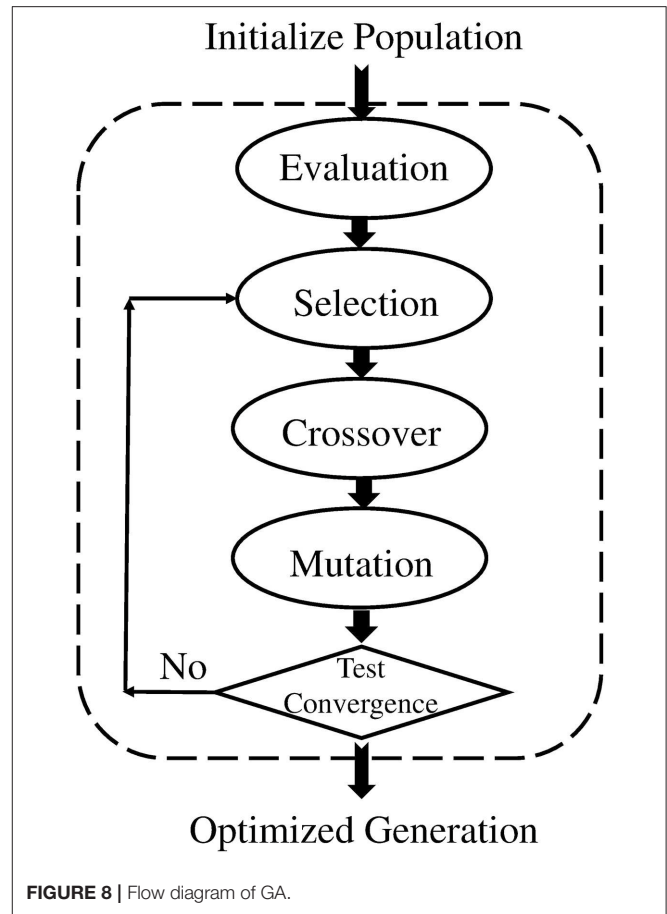 Initialize Population
Evaluation
Selection
Crossover
Mutation
No
Test
Convergence
Optimized Generation
FIGURE 8 | Flow diagram of GA.